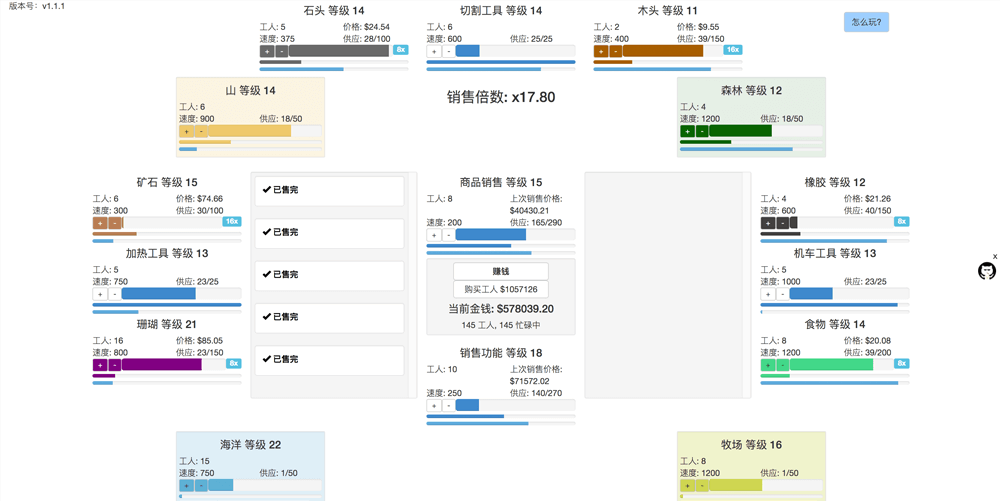 版本号: v1.1.1
怎么玩?
石头 等级 14
工人: 5 价格: $24.54
速度: 375 供应: 28/100
+ - 8x
切割工具 等级 14
工人: 6
速度: 600 供应: 25/25
+ -
木头 等级 11
工人: 2 价格: $9.55
速度: 400 供应: 39/150
+ - 16x
山 等级 14
工人: 6
速度: 900 供应: 18/50
+ -
销售倍数: x17.80
森林 等级 12
工人: 4
速度: 1200 供应: 18/50
+ -
矿石 等级 15
工人: 6 价格: $74.66
速度: 300 供应: 30/100
+ - 16x
加热工具 等级 13
工人: 5
速度: 750 供应: 23/25
+ -
珊瑚 等级 21
工人: 16 价格: $85.05
速度: 800 供应: 23/150
+ - 8x
已售完
已售完
已售完
已售完
已售完
商品销售 等级 15
工人: 8 上次销售价格:
$40430.21
速度: 200 供应: 165/290
+ -
赚钱
购买工人 $1057126
当前金钱: $578039.20
145 工人, 145 忙碌中
销售功能 等级 18
工人: 10 上次销售价格:
$71572.02
速度: 250 供应: 140/270
+ -
橡胶 等级 12
工人: 4 价格: $21.26
速度: 600 供应: 40/150
+ - 8x
机车工具 等级 13
工人: 5
速度: 1000 供应: 23/25
+ -
食物 等级 14
工人: 8 价格: $20.08
速度: 1200 供应: 39/200
+ - 8x
x
海洋 等级 22
工人: 15
速度: 750 供应: 1/50
+ -
牧场 等级 16
工人: 8
速度: 1200 供应: 1/50
+ -